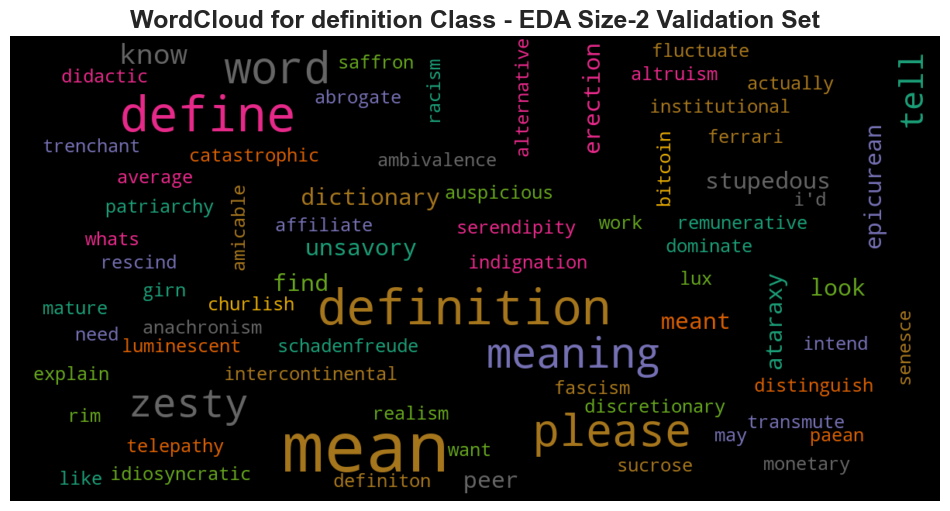 WordCloud for definition Class - EDA Size-2 Validation Set
know
word
saffron
didactic
define
abrogate
racism
alternative
erection
fluctuate
altruism
actually
institutional
tell
trenchant
catastrophic
ambivalence
bitcoin
ferrari
epicurean
average
stupedous
patriarchy
amicable
dictionary
auspicious
i'd
whats
affiliate
serendipity
work
remunerative
unsavory
dominate
rescind
indignation
girn
find
lux
look
mature
churlish
definition
ataraxy
need
anachronism
meant
luminescent
schadenfreude
meaning
intend
senesce
explain
intercontinental
fascism
distinguish
zesty
rim
realism
discretionary
please
transmute
telepathy
mean
want
may
paean
like
idiosyncratic
definiton
peer
sucrose
monetary